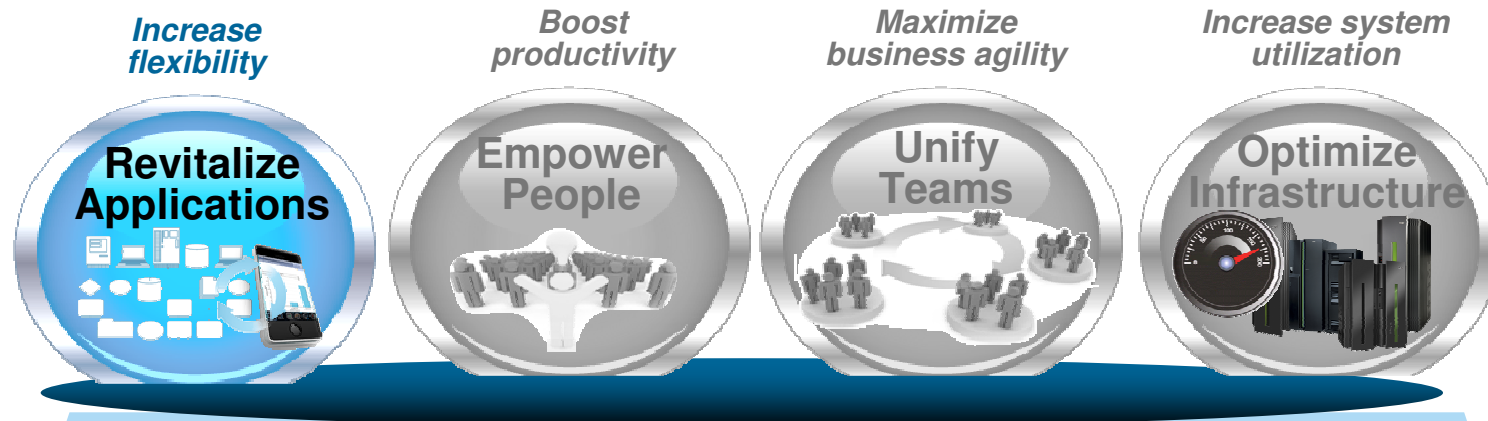 Increase
flexibility
Boost
productivity
Maximize
business agility
Increase system
utilization
Revitalize
Applications
Empower
People
Unify
Teams
Optimize
Infrastructure